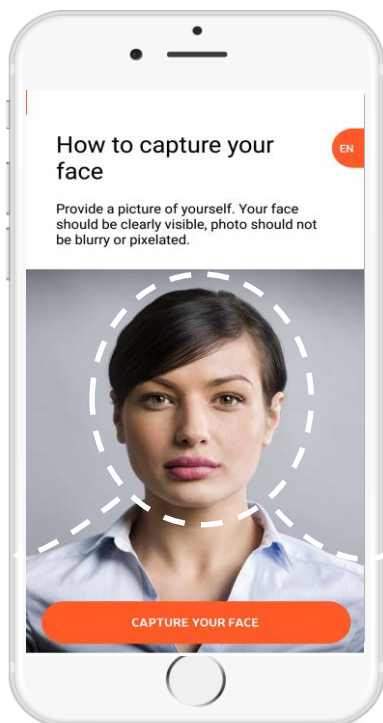 How to capture your
face
EN
Provide a picture of yourself. Your face
should be clearly visible, photo should not
be blurry or pixelated.
CAPTURE YOUR FACE